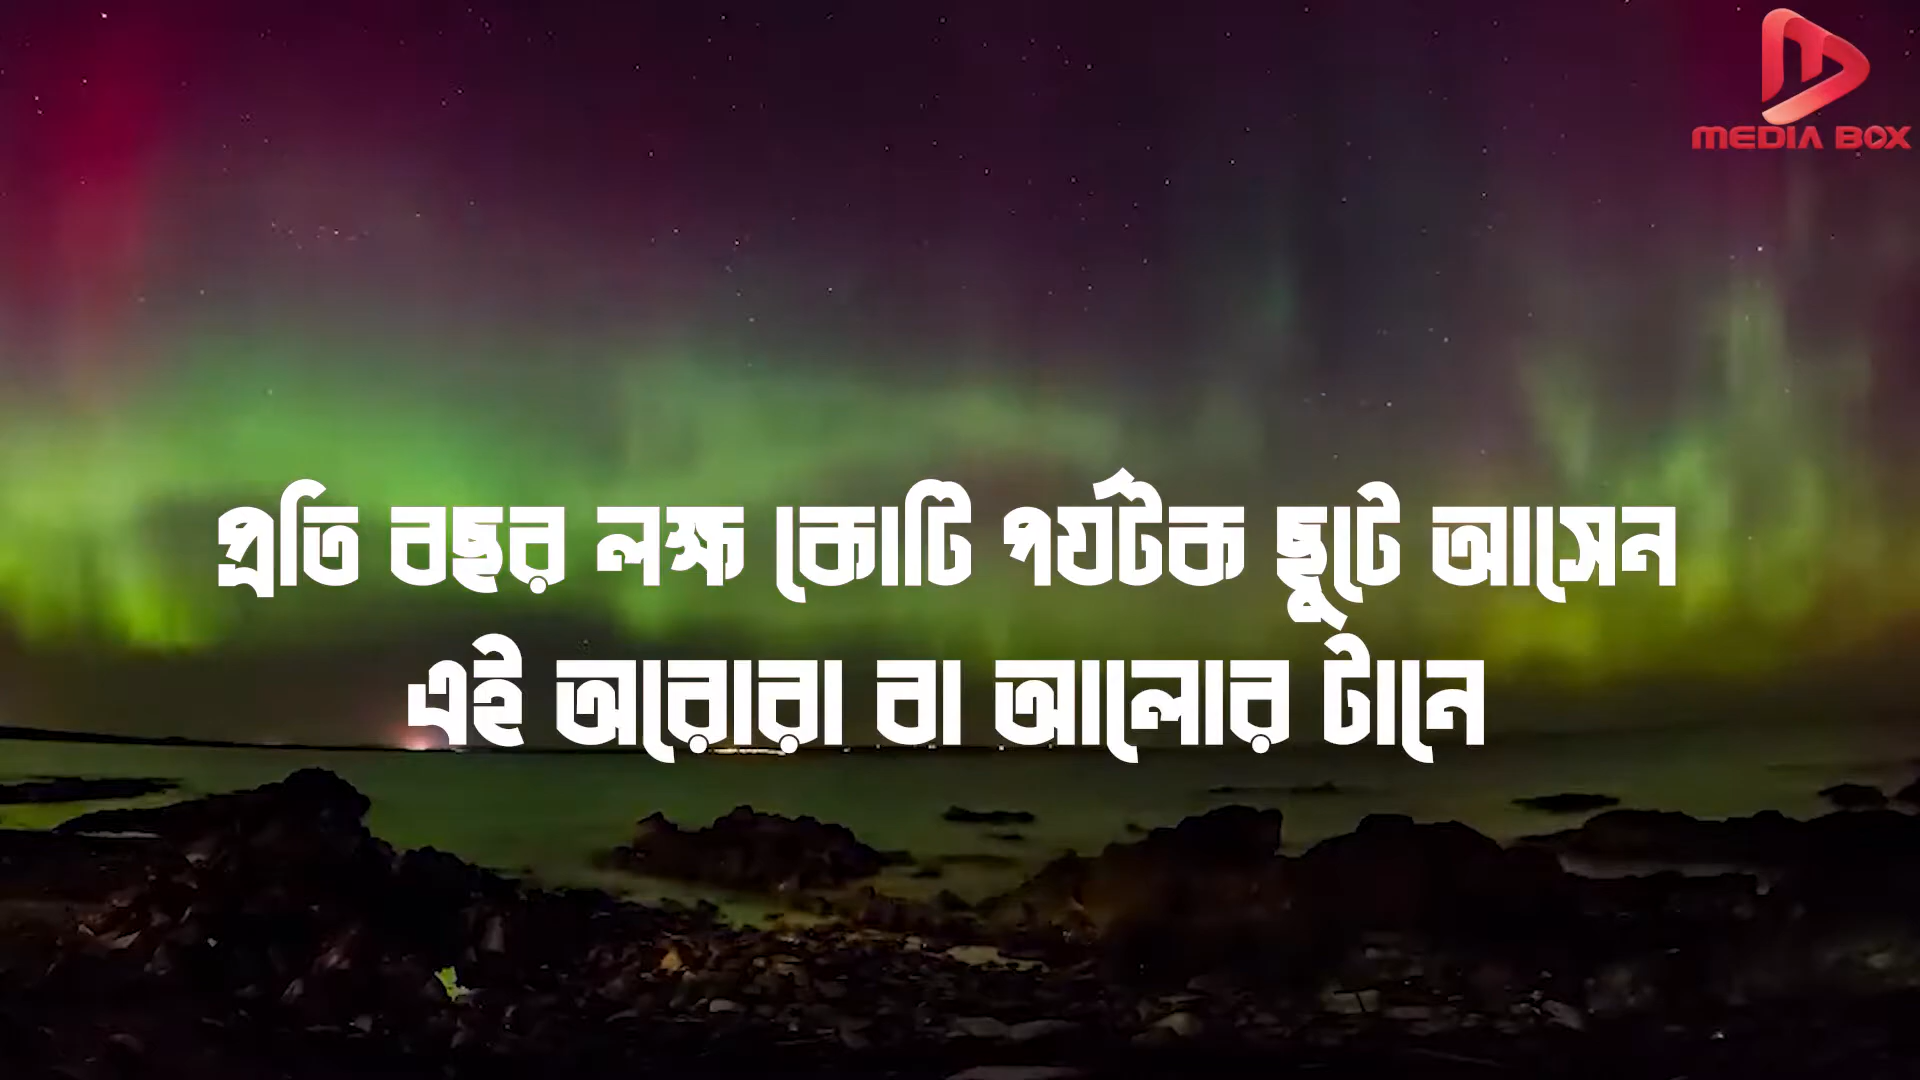 MEDIA BOX
প্রতি বছর লক্ষ কোটি পর্যটক ছুটে আসেন
এই অরোরা বা আলোর টানে